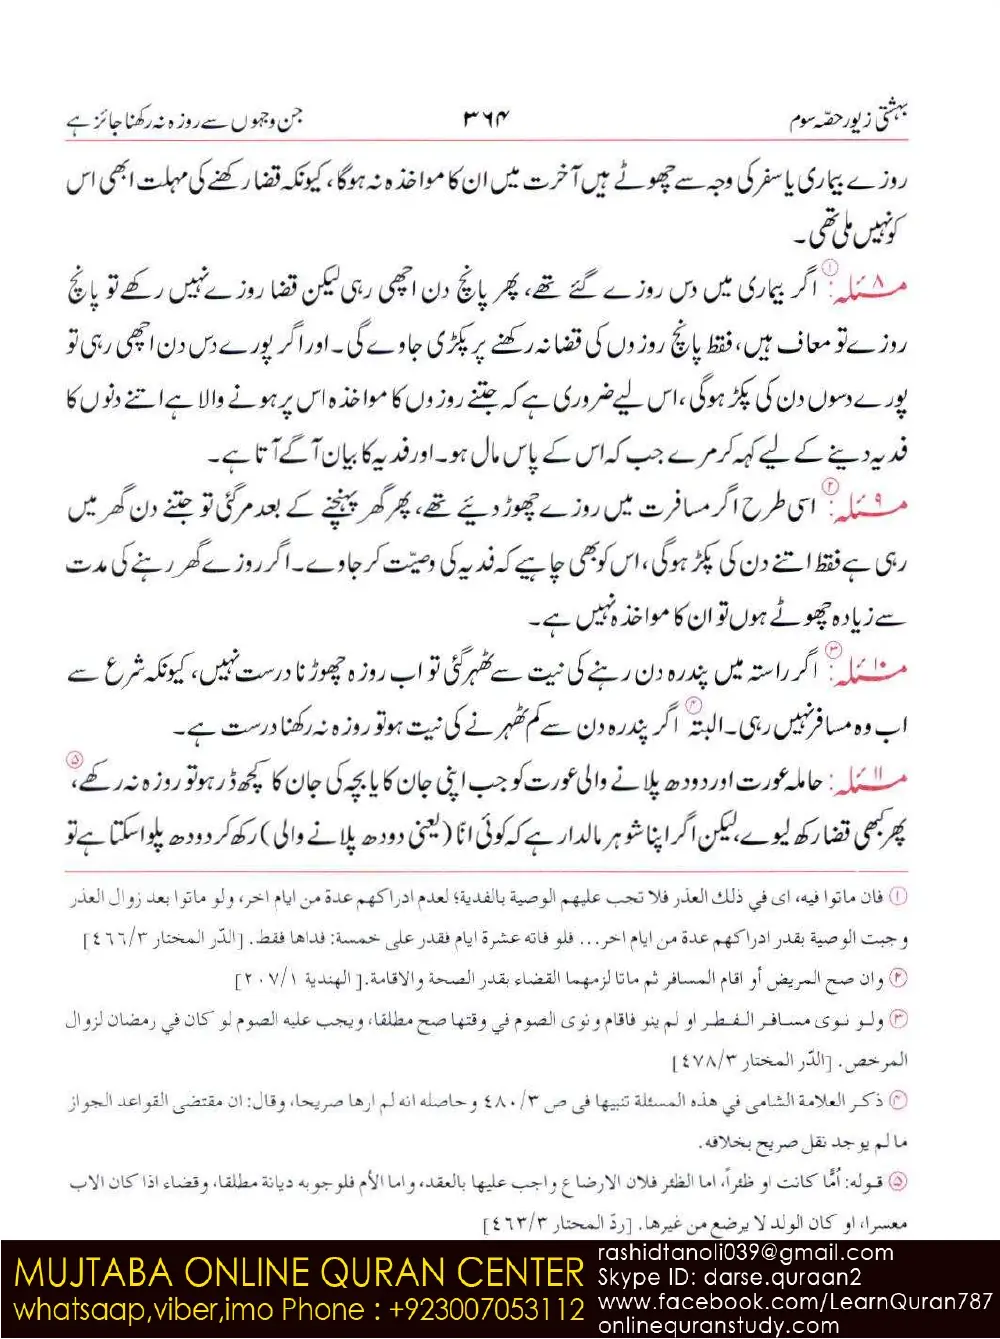 بہشتی زیور حصّہ سوم ۳۶۴ جن وجہوں سے روزہ نہ رکھنا جائز ہے
روزے بیماری یا سفر کی وجہ سے چھوٹے ہیں آخرت میں ان کا مواخذہ نہ ہوگا، کیونکہ قضا رکھنے کی مہلت ابھی اس
کو نہیں ملی تھی۔
مسئلہ ۸: ① اگر بیماری میں دس روزے گئے تھے، پھر پانچ دن اچھی رہی لیکن قضا روزے نہیں رکھے تو پانچ
روزے تو معاف ہیں، فقط پانچ روزوں کی قضا نہ رکھنے پر پکڑی جاوے گی۔ اور اگر پورے دس دن اچھی رہی تو
پورے دسوں دن کی پکڑ ہوگی، اس لیے ضروری ہے کہ جتنے روزوں کا مواخذہ اس پر ہونے والا ہے اتنے دنوں کا
فدیہ دینے کے لیے کہہ کر مرے جب کہ اس کے پاس مال ہو۔ اور فدیہ کا بیان آگے آتا ہے۔
مسئلہ ۹: ② اسی طرح اگر مسافرت میں روزے چھوڑ دیئے تھے، پھر گھر پہنچنے کے بعد مرگئی تو جتنے دن گھر میں
رہی ہے فقط اتنے دن کی پکڑ ہوگی، اس کو بھی چاہیے کہ فدیہ کی وصیّت کر جاوے۔ اگر روزے گھر رہنے کی مدت
سے زیادہ چھوٹے ہوں تو ان کا مواخذہ نہیں ہے۔
مسئلہ ۱۰: ③ اگر راستہ میں پندرہ دن رہنے کی نیت سے ٹھہر گئی تو اب روزہ چھوڑنا درست نہیں، کیونکہ شرع سے
اب وہ مسافر نہیں رہی۔ البتہ ④ اگر پندرہ دن سے کم ٹھہرنے کی نیت ہو تو روزہ نہ رکھنا درست ہے۔
مسئلہ ۱۱: حاملہ عورت اور دودھ پلانے والی عورت کو جب اپنی جان کا یا بچہ کی جان کا کچھ ڈر ہو تو روزہ نہ رکھے، ⑤
پھر کبھی قضا رکھ لیوے، لیکن اگر اپنا شوہر مالدار ہے کہ کوئی انّا (یعنی دودھ پلانے والی) رکھ کر دودھ پلوا سکتا ہے تو
① فان ماتوا فيه، اى في ذلك العذر فلا تجب عليهم الوصية بالفدية؛ لعدم ادراكهم عدة من ايام اخر، ولو ماتوا بعد زوال العذر
وجبت الوصية بقدر ادراكهم عدة من ايام اخر... فلو فاته عشرة ايام فقدر على خمسة: فداها فقط. [الدّر المختار ٤٦٦/٣]
② وان صح المريض أو اقام المسافر ثم ماتا لزمهما القضاء بقدر الصحة والاقامة. [الهندية ٢٠٧/١]
③ ولو نوى مسافر الفطر او لم ينو فاقام ونوى الصوم في وقتها صح مطلقا، ويجب عليه الصوم لو كان في رمضان لزوال
المرخص. [الدّر المختار ٤٧٨/٣]
④ ذكر العلامة الشامى في هذه المسئلة تنبيها في ص ٤٨٠/٣ وحاصله انه لم ارها صريحا، وقال: ان مقتضى القواعد الجواز
ما لم يوجد نقل صريح بخلافه.
⑤ قوله: أمًّا كانت او ظئراً، اما الظئر فلان الارضاع واجب عليها بالعقد، واما الأم فلوجوبه ديانة مطلقا، وقضاء اذا كان الاب
معسرا، او كان الولد لا يرضع من غيرها. [ردّ المحتار ٤٦٣/٣]
MUJTABA ONLINE QURAN CENTER
whatsaap,viber,imo Phone : +923007053112
rashidtanoli039@gmail.com
Skype ID: darse.quraan2
www.facebook.com/LearnQuran787
onlinequranstudy.com